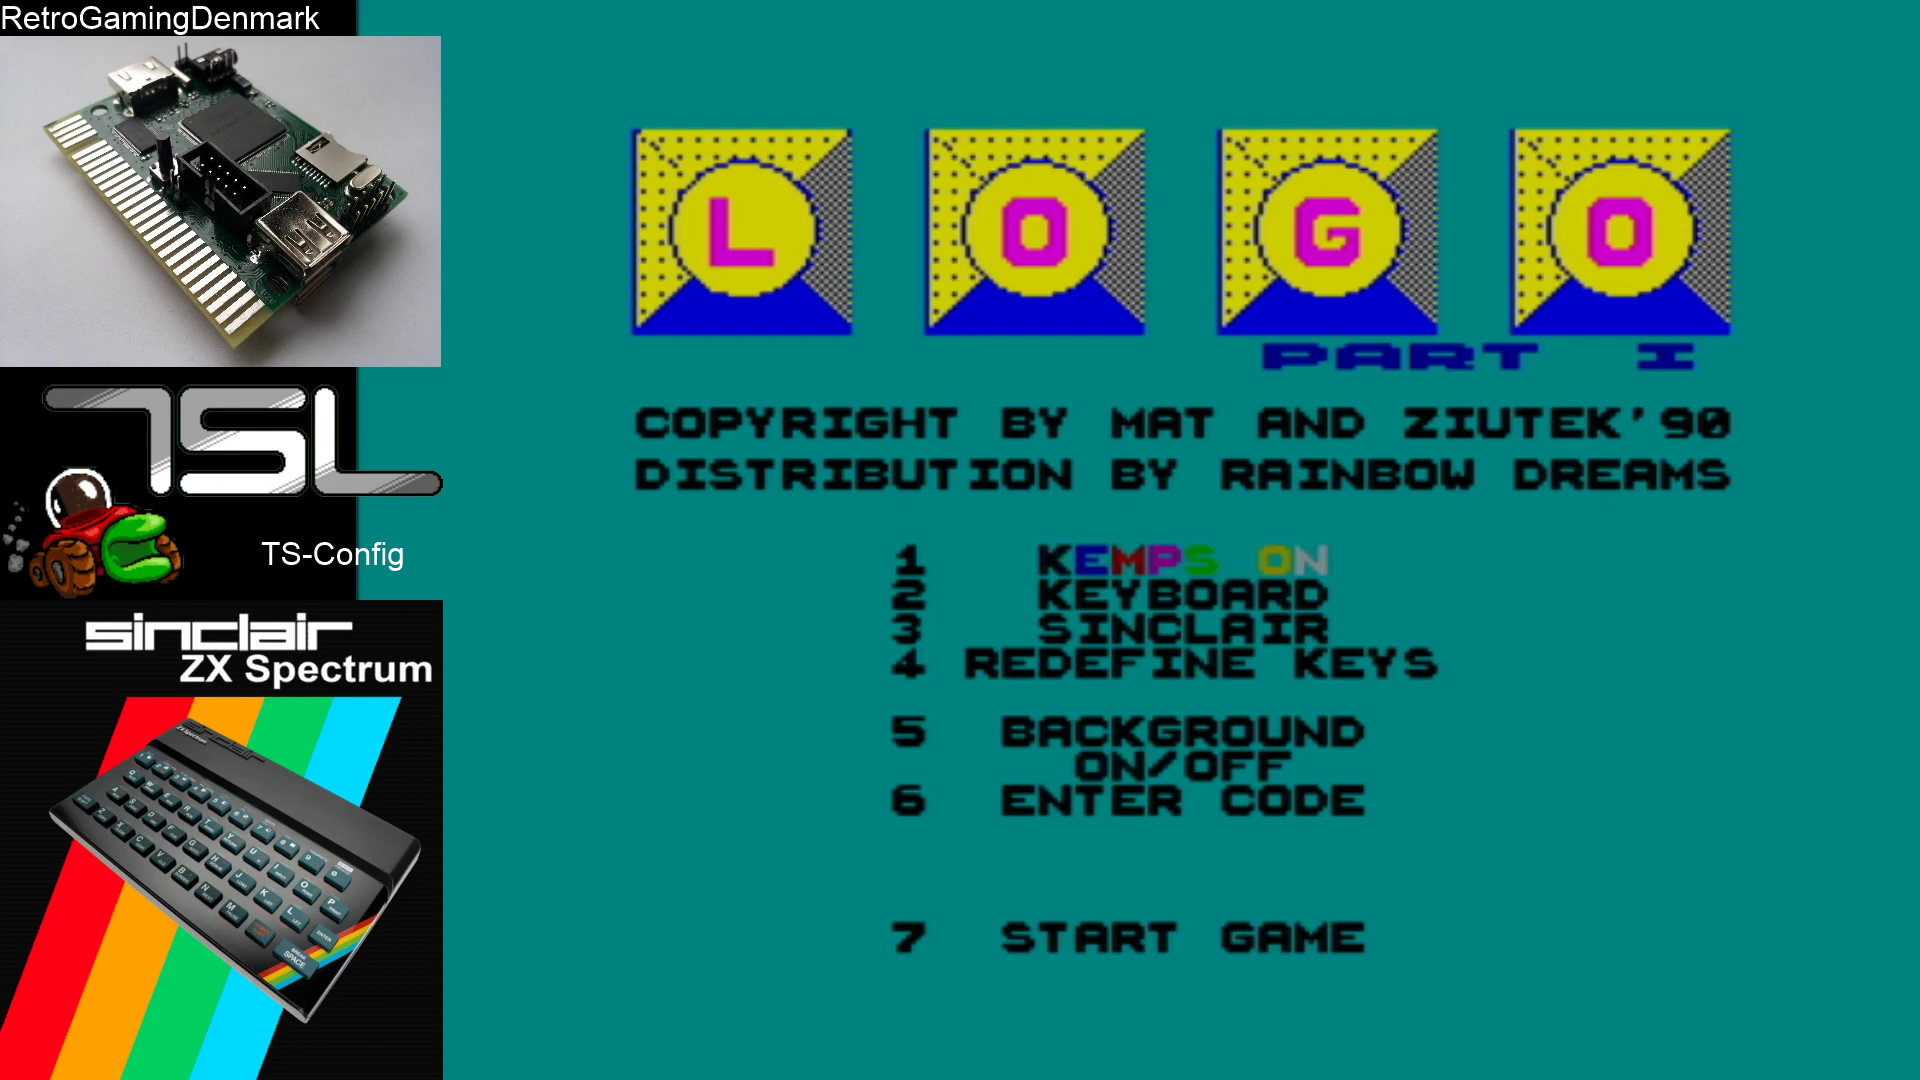 RetroGamingDenmark
L O G O
PART I
COPYRIGHT BY MAT AND ZIUTEK'90
DISTRIBUTION BY RAINBOW DREAMS
1 KEMPS ON
2 KEYBOARD
3 SINCLAIR
4 REDEFINE KEYS
5 BACKGROUND
ON/OFF
6 ENTER CODE
7 START GAME
TSL
TS-Config
sinclair
ZX Spectrum